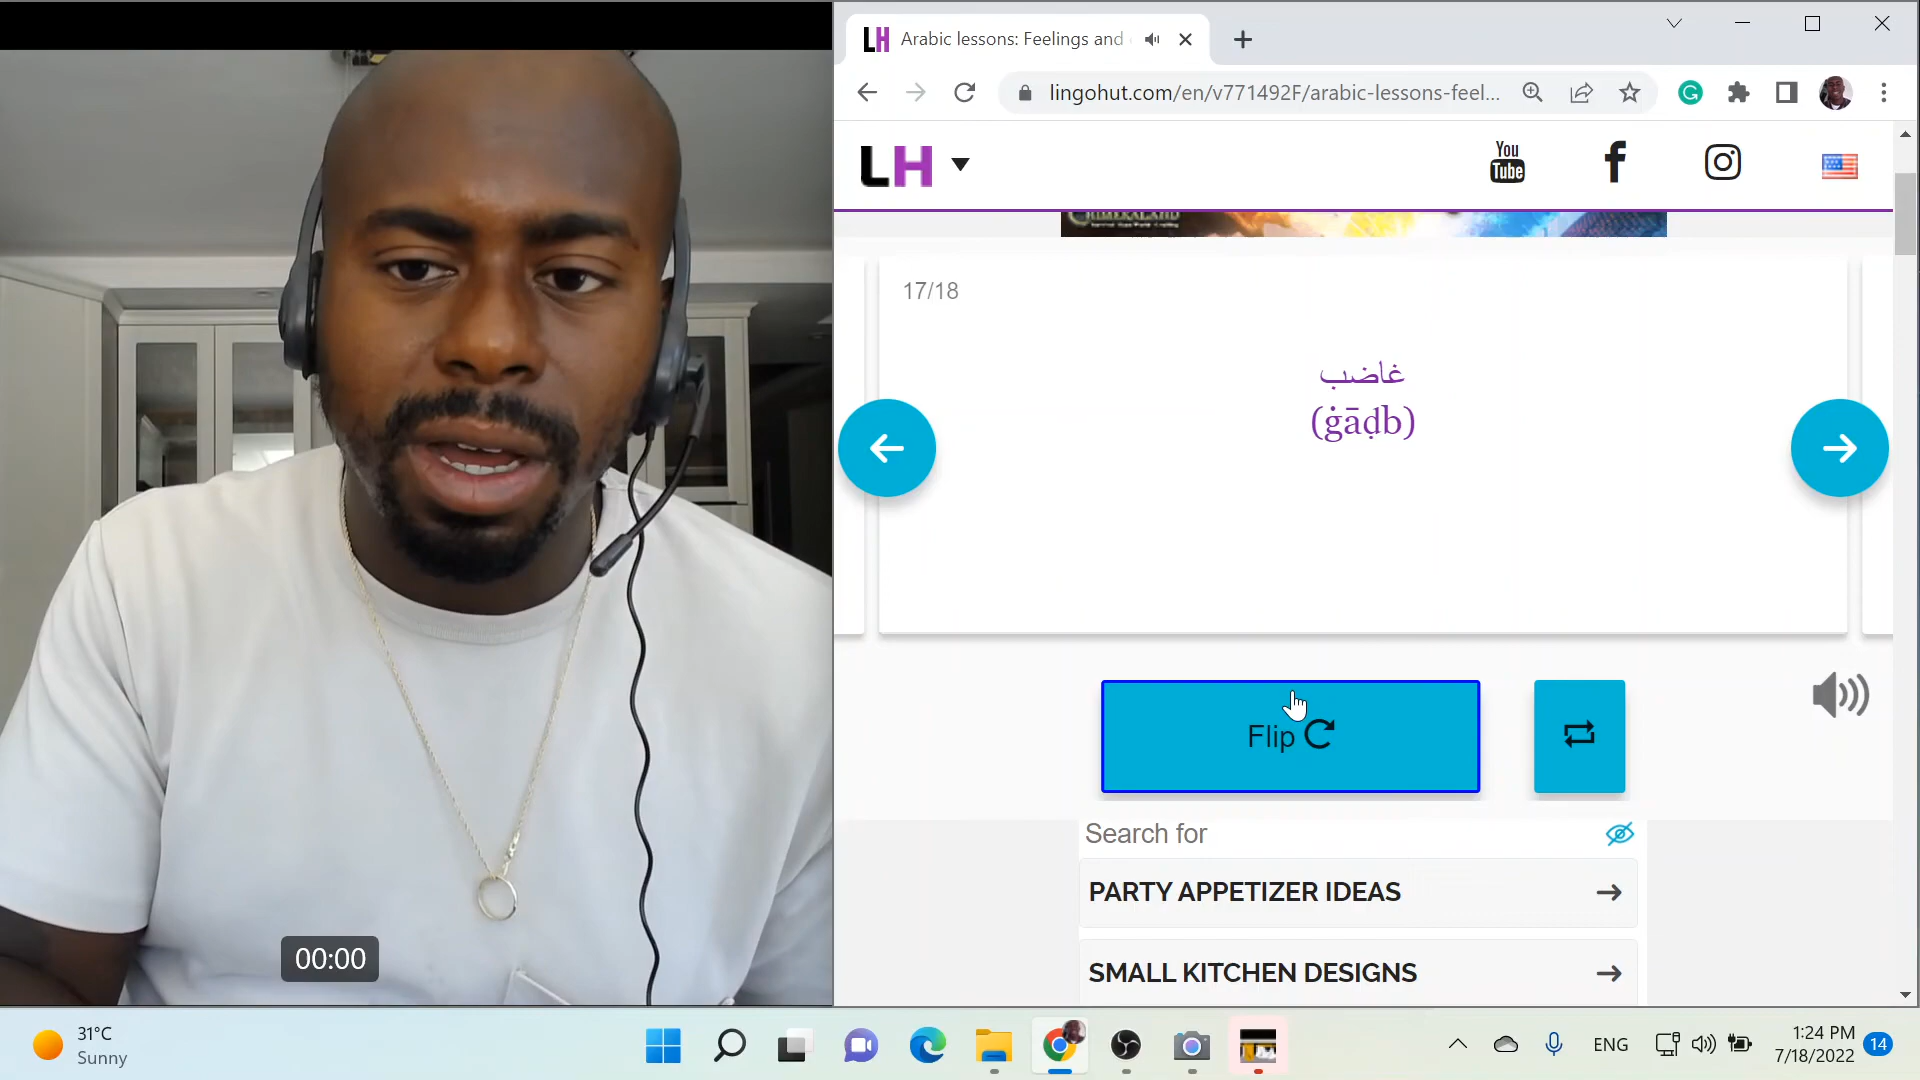 00:00
LH Arabic lessons: Feelings and
lingohut.com/en/v771492F/arabic-lessons-feel...
LH
You
Tube
17/18
غاضب
(ġāḍb)
Flip
Search for
PARTY APPETIZER IDEAS
SMALL KITCHEN DESIGNS
31°C
Sunny
ENG
1:24 PM
7/18/2022
14